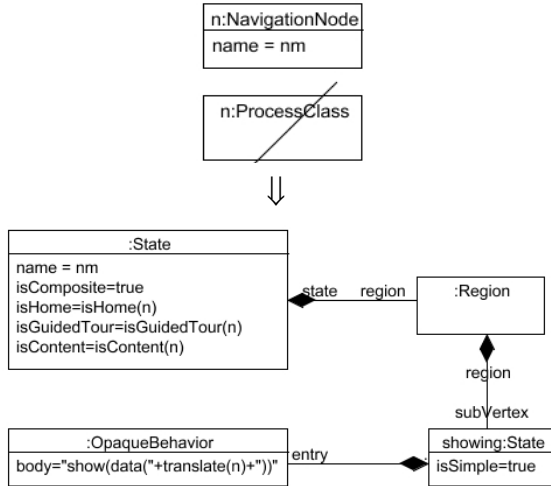 n:NavigationNode
name = nm
n:ProcessClass
:State
name = nm
isComposite=true
isHome=isHome(n)
isGuidedTour=isGuidedTour(n)
isContent=isContent(n)
state
region
:Region
region
subVertex
:OpaqueBehavior
body="show(data("+translate(n)+"))"
entry
showing:State
isSimple=true